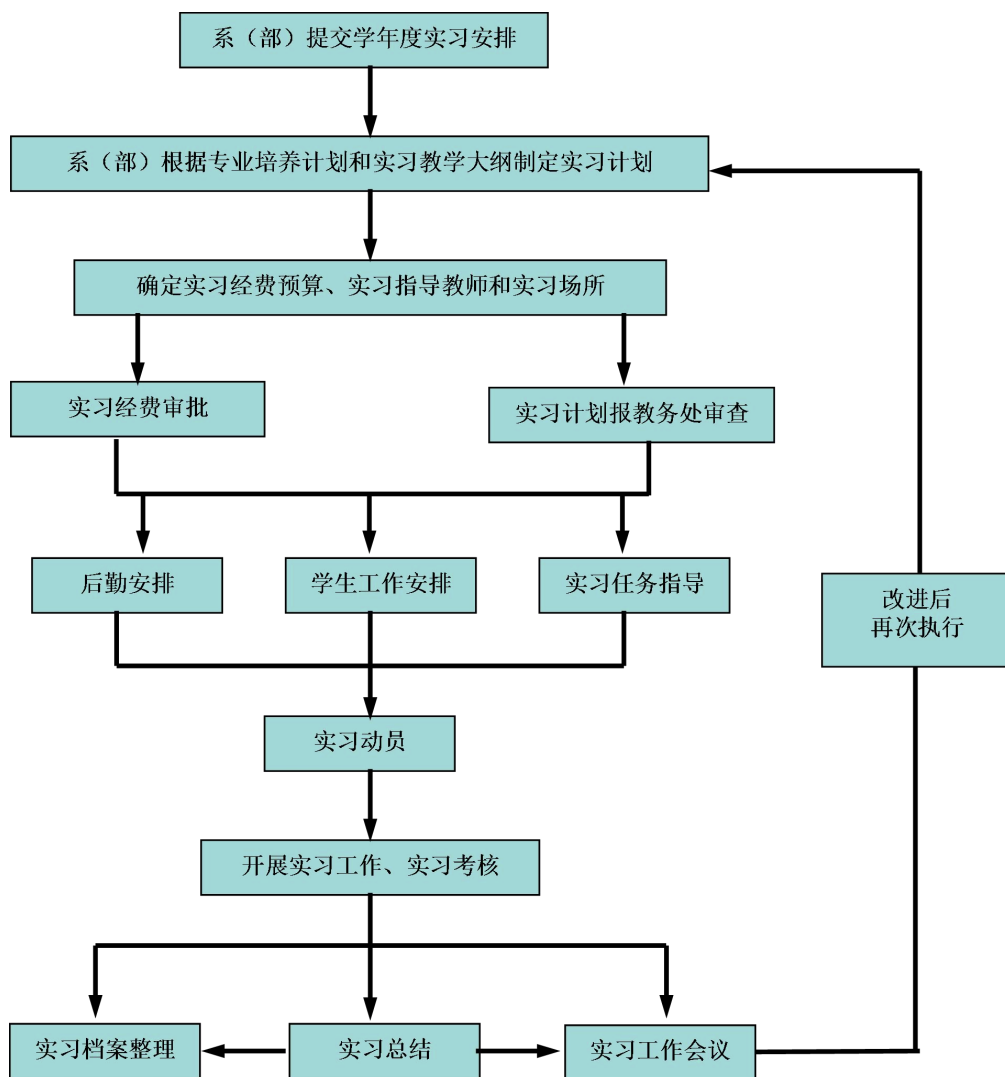 系（部）提交学年度实习安排
系（部）根据专业培养计划和实习教学大纲制定实习计划
确定实习经费预算、实习指导教师和实习场所
实习经费审批
实习计划报教务处审查
后勤安排
学生工作安排
实习任务指导
改进后
再次执行
实习动员
开展实习工作、实习考核
实习档案整理
实习总结
实习工作会议